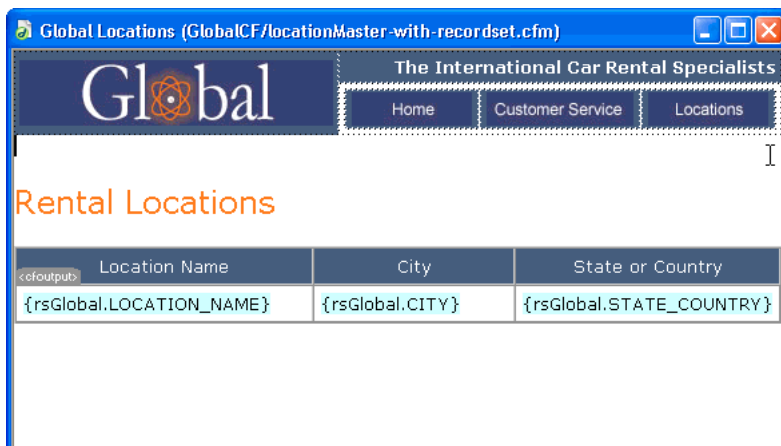 Global Locations (GlobalCF/locationMaster-with-recordset.cfm)
Global
The International Car Rental Specialists
Home Customer Service Locations
Rental Locations
<cfoutput> Location Name City State or Country
{rsGlobal.LOCATION_NAME} {rsGlobal.CITY} {rsGlobal.STATE_COUNTRY}